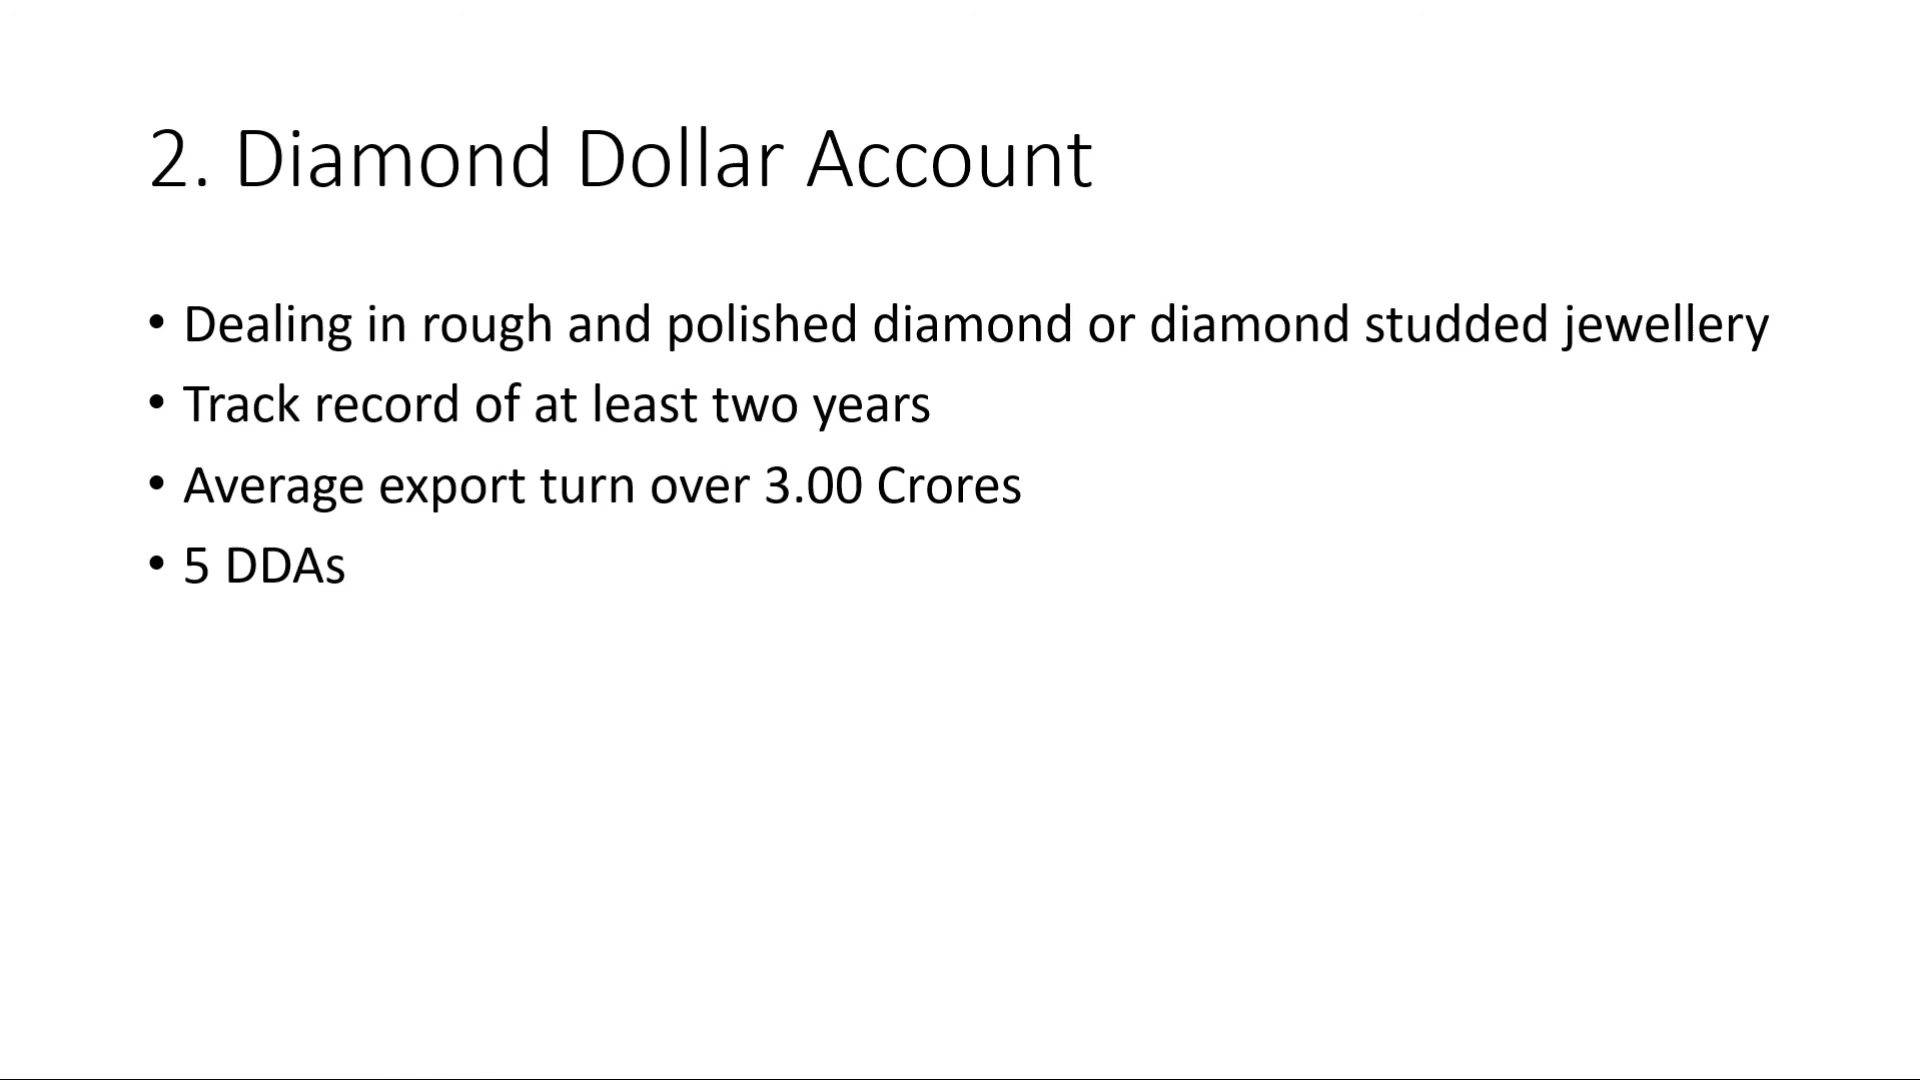 2. Diamond Dollar Account
• Dealing in rough and polished diamond or diamond studded jewellery
• Track record of at least two years
• Average export turn over 3.00 Crores
• 5 DDAs